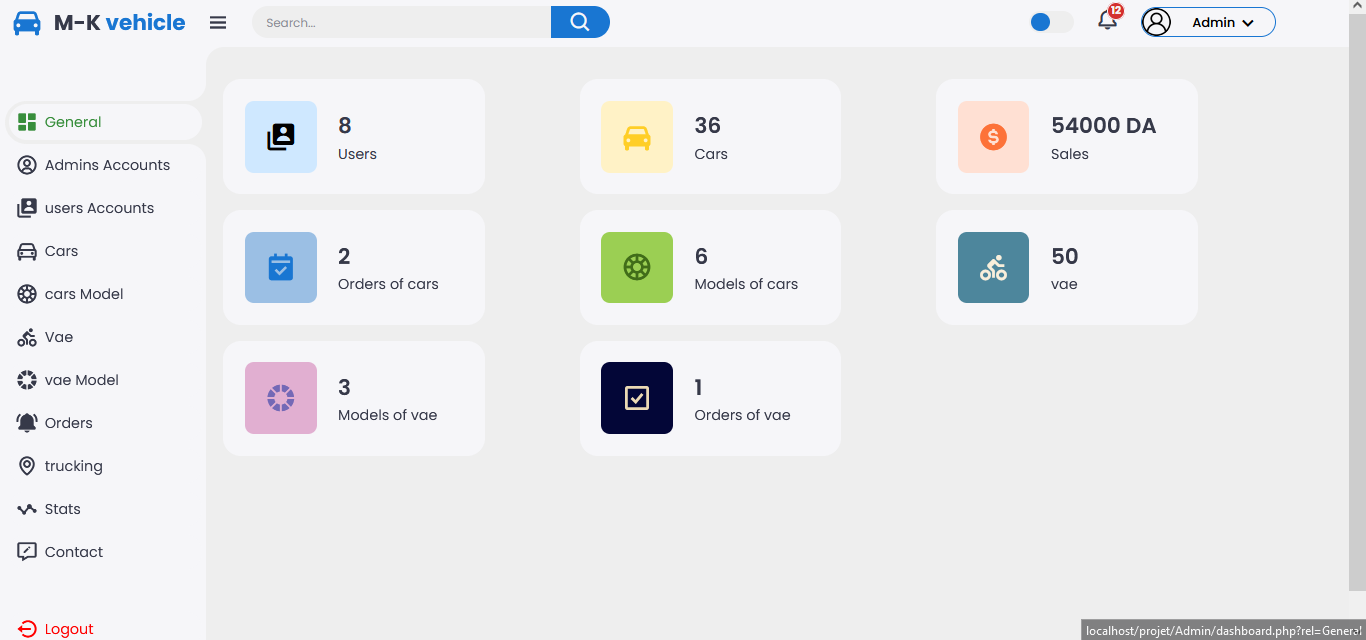 M-K vehicle
Search...
12
Admin
General
Admins Accounts
users Accounts
Cars
cars Model
Vae
vae Model
Orders
trucking
Stats
Contact
Logout
8
Users
36
Cars
54000 DA
Sales
2
Orders of cars
6
Models of cars
50
vae
3
Models of vae
1
Orders of vae
localhost/projet/Admin/dashboard.php?rel=General